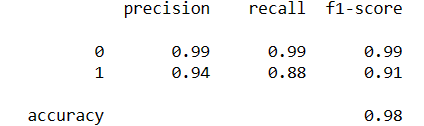 precision recall f1-score
0 0.99 0.99 0.99
1 0.94 0.88 0.91
accuracy 0.98